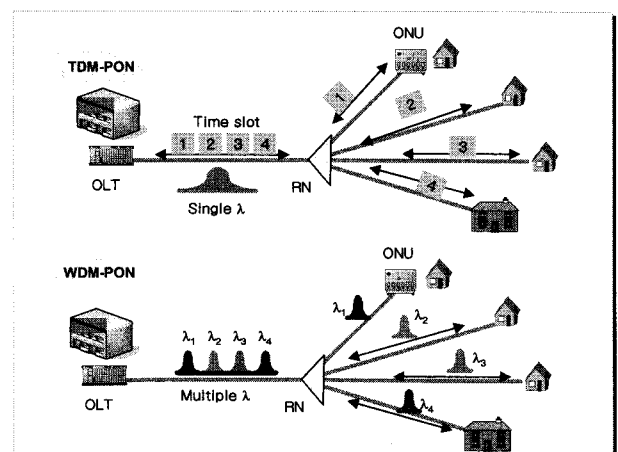 ONU
TDM-PON
1
2
Time slot
1 2 3 4
3
OLT
RN
4
Single λ
ONU
WDM-PON
λ1
λ2
λ1 λ2 λ3 λ4
λ3
Multiple λ
OLT
RN
λ4